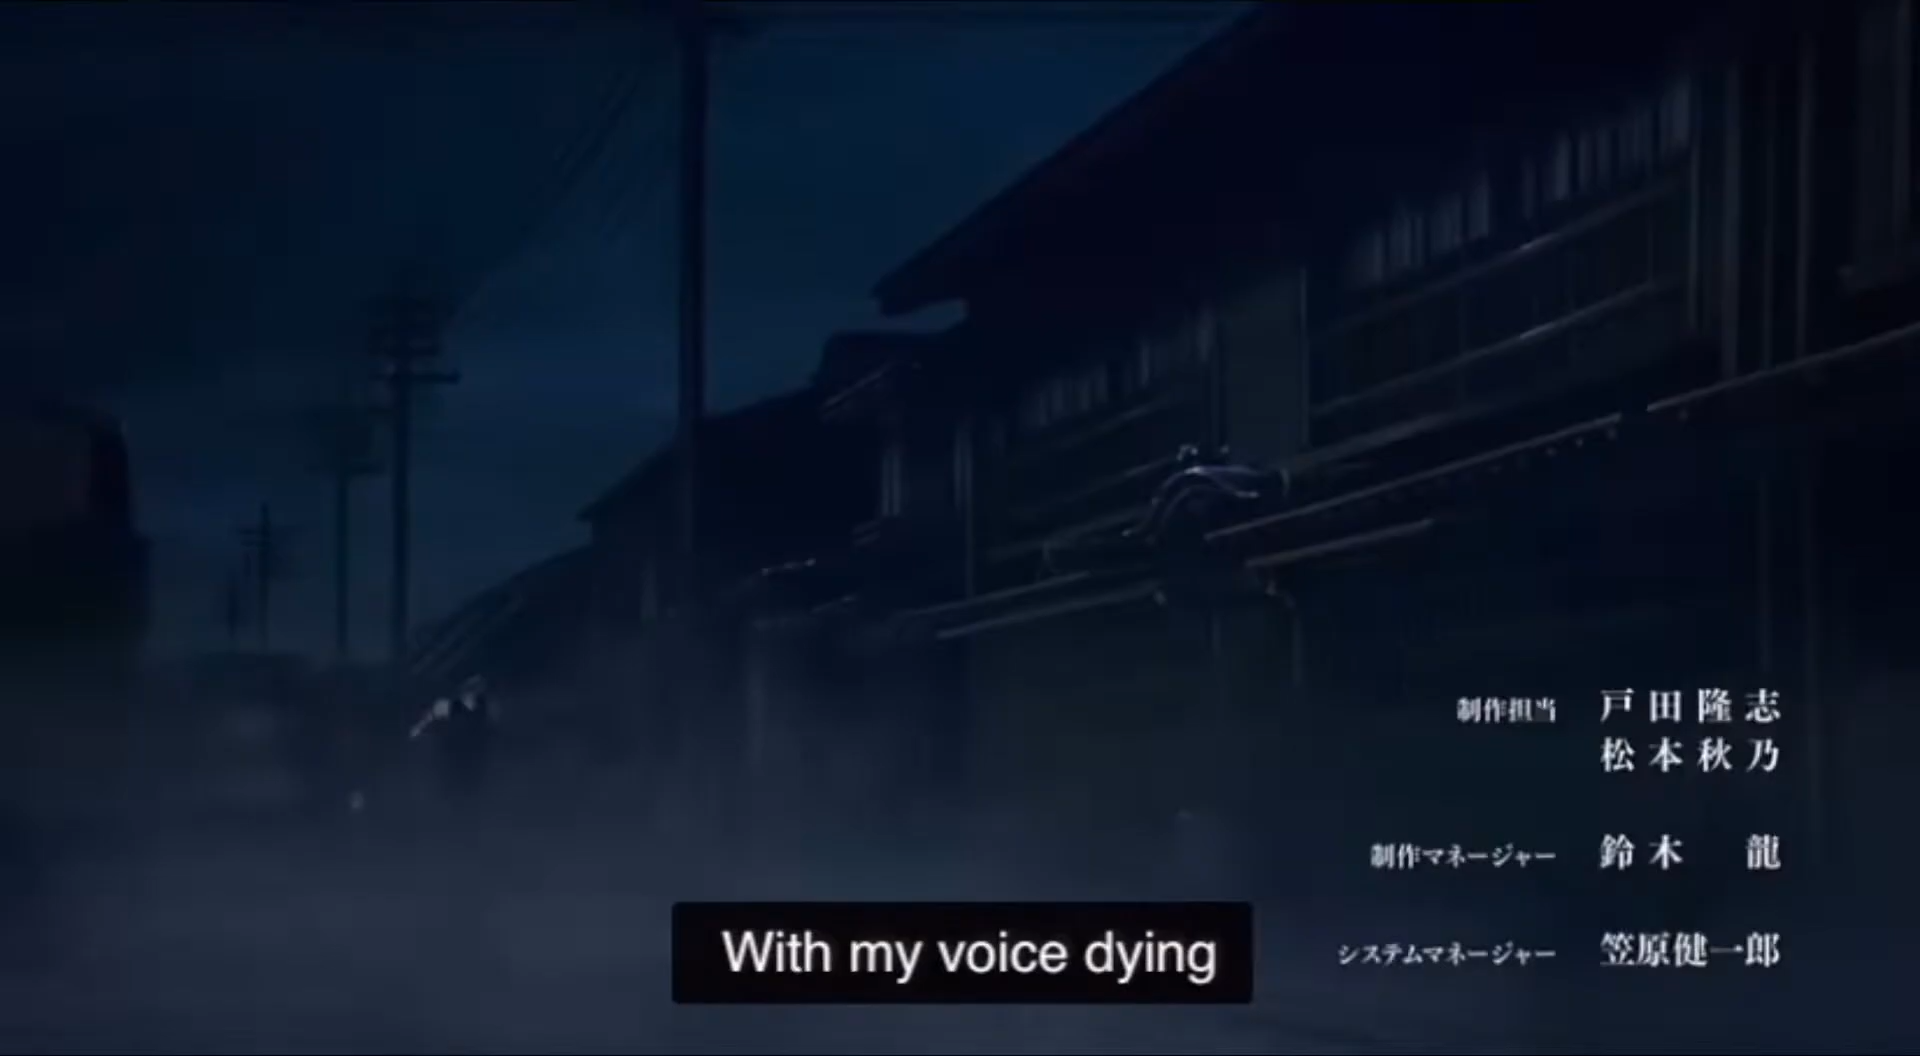 制作担当 戸田隆志
松本秋乃
制作マネージャー 鈴木 龍
システムマネージャー 笠原健一郎
With my voice dying